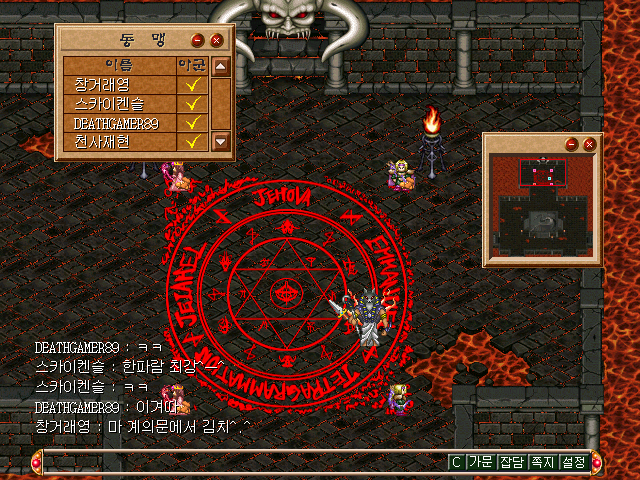 동 맹
이름 아군
창거래영
스카이켄슬
DEATHGAMER89
천사재현
JEHOVA
TETRAGRAMMATON
DEATHGAMER89 : ㅋㅋ
스카이켄슬 : 한파람 최강^─
스카이켄슬 : ㅋㅋ
DEATHGAMER89 : 이겨따
창거래영 : 마 계의문에서 김치^.^
C 가문 잡담 쪽지 설정